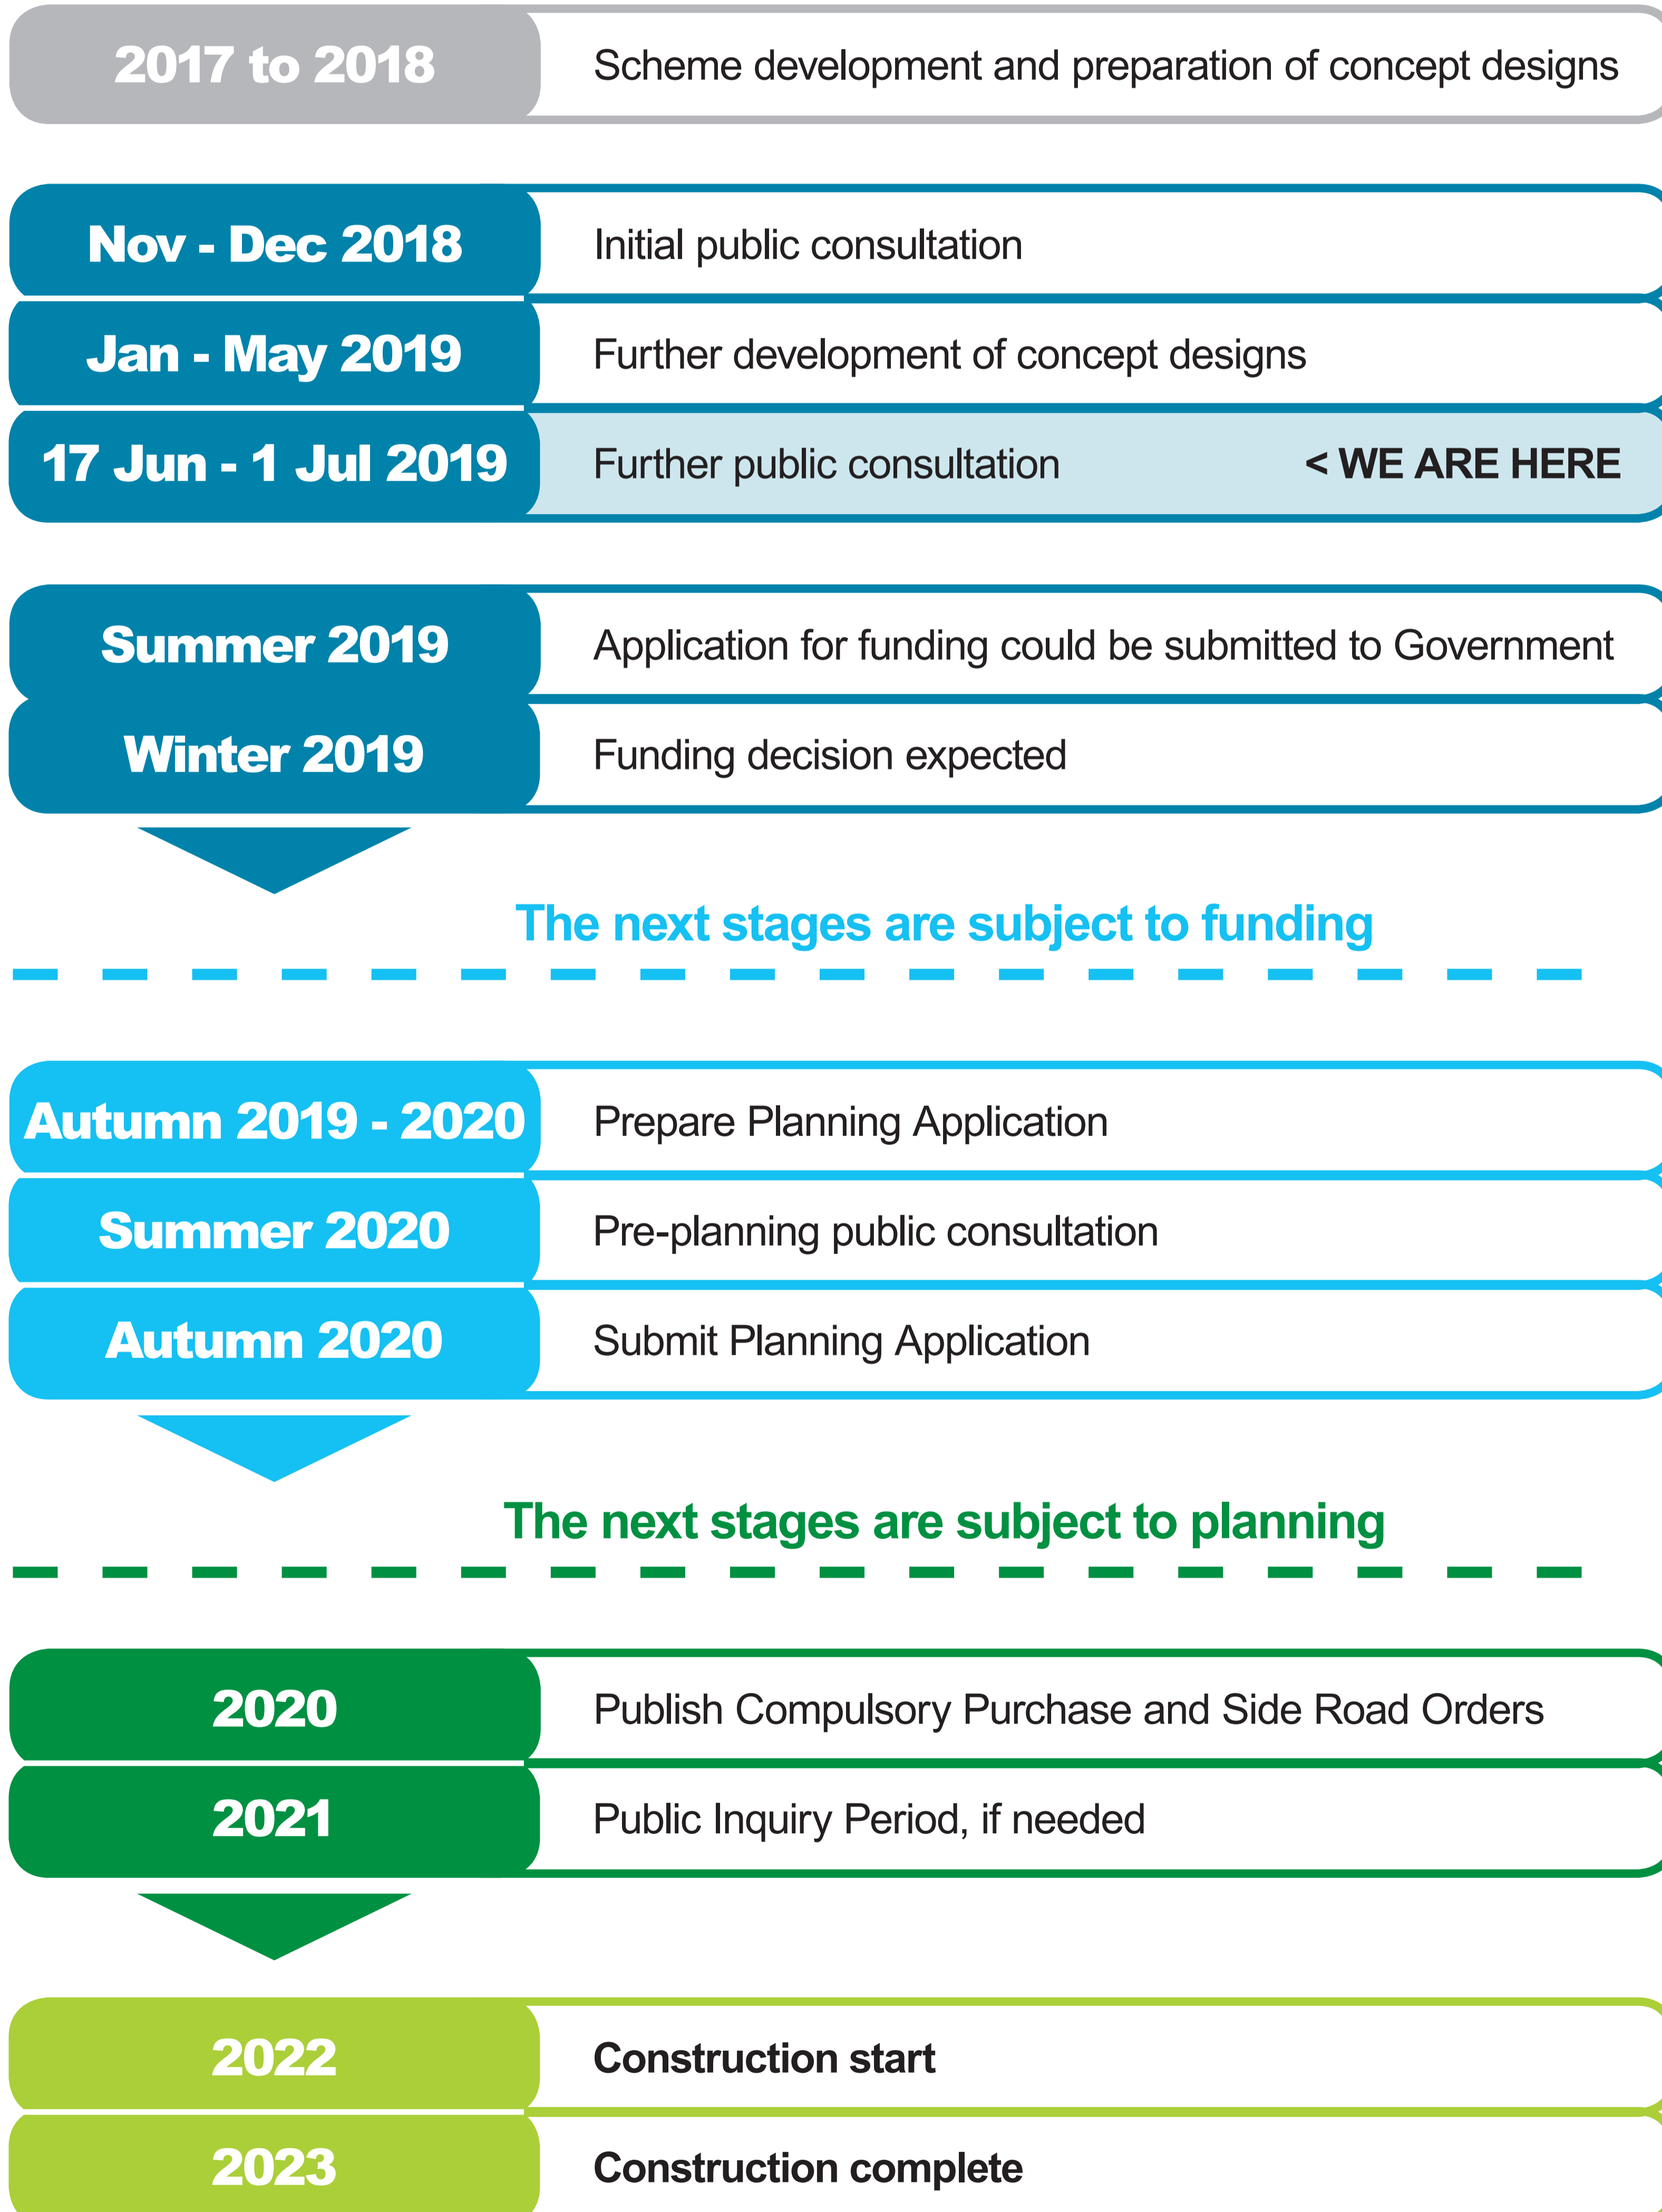 2017 to 2018 Scheme development and preparation of concept designs
Nov - Dec 2018 Initial public consultation
Jan - May 2019 Further development of concept designs
17 Jun - 1 Jul 2019 Further public consultation < WE ARE HERE
Summer 2019 Application for funding could be submitted to Government
Winter 2019 Funding decision expected
The next stages are subject to funding
Autumn 2019 - 2020 Prepare Planning Application
Summer 2020 Pre-planning public consultation
Autumn 2020 Submit Planning Application
The next stages are subject to planning
2020 Publish Compulsory Purchase and Side Road Orders
2021 Public Inquiry Period, if needed
2022 Construction start
2023 Construction complete